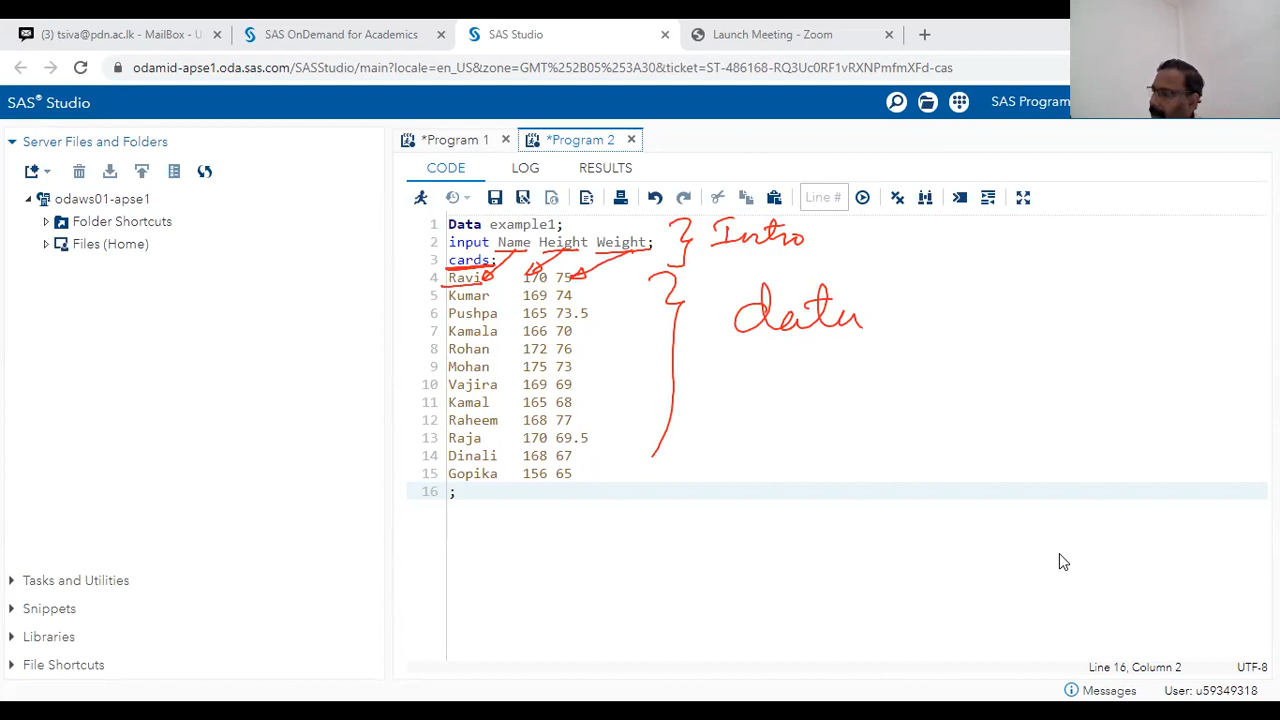 (3) tsiva@pdn.ac.lk - MailBox - U × SAS OnDemand for Academics × SAS Studio × Launch Meeting - Zoom × +
odamid-apse1.oda.sas.com/SASStudio/main?locale=en_US&zone=GMT%252B05%253A30&ticket=ST-486168-RQ3Uc0RF1vRXNPmfmXFd-cas
SAS® Studio SAS Program
Server Files and Folders
odaws01-aps#1
Folder Shortcuts
Files (Home)
Tasks and Utilities
Snippets
Libraries
File Shortcuts
*Program 1 × *Program 2 ×
CODE LOG RESULTS
Line #
1 Data example1;
2 input Name Height Weight;
3 cards;
4 Ravi 170 75
5 Kumar 169 74
6 Pushpa 165 73.5
7 Kamala 166 70
8 Rohan 172 76
9 Mohan 175 73
10 Vajira 169 69
11 Kamal 165 68
12 Raheem 168 77
13 Raja 170 69.5
14 Dinali 168 67
15 Gopika 156 65
16 ;
Intro
data
Line 16, Column 2 UTF-8
Messages User: u59349318